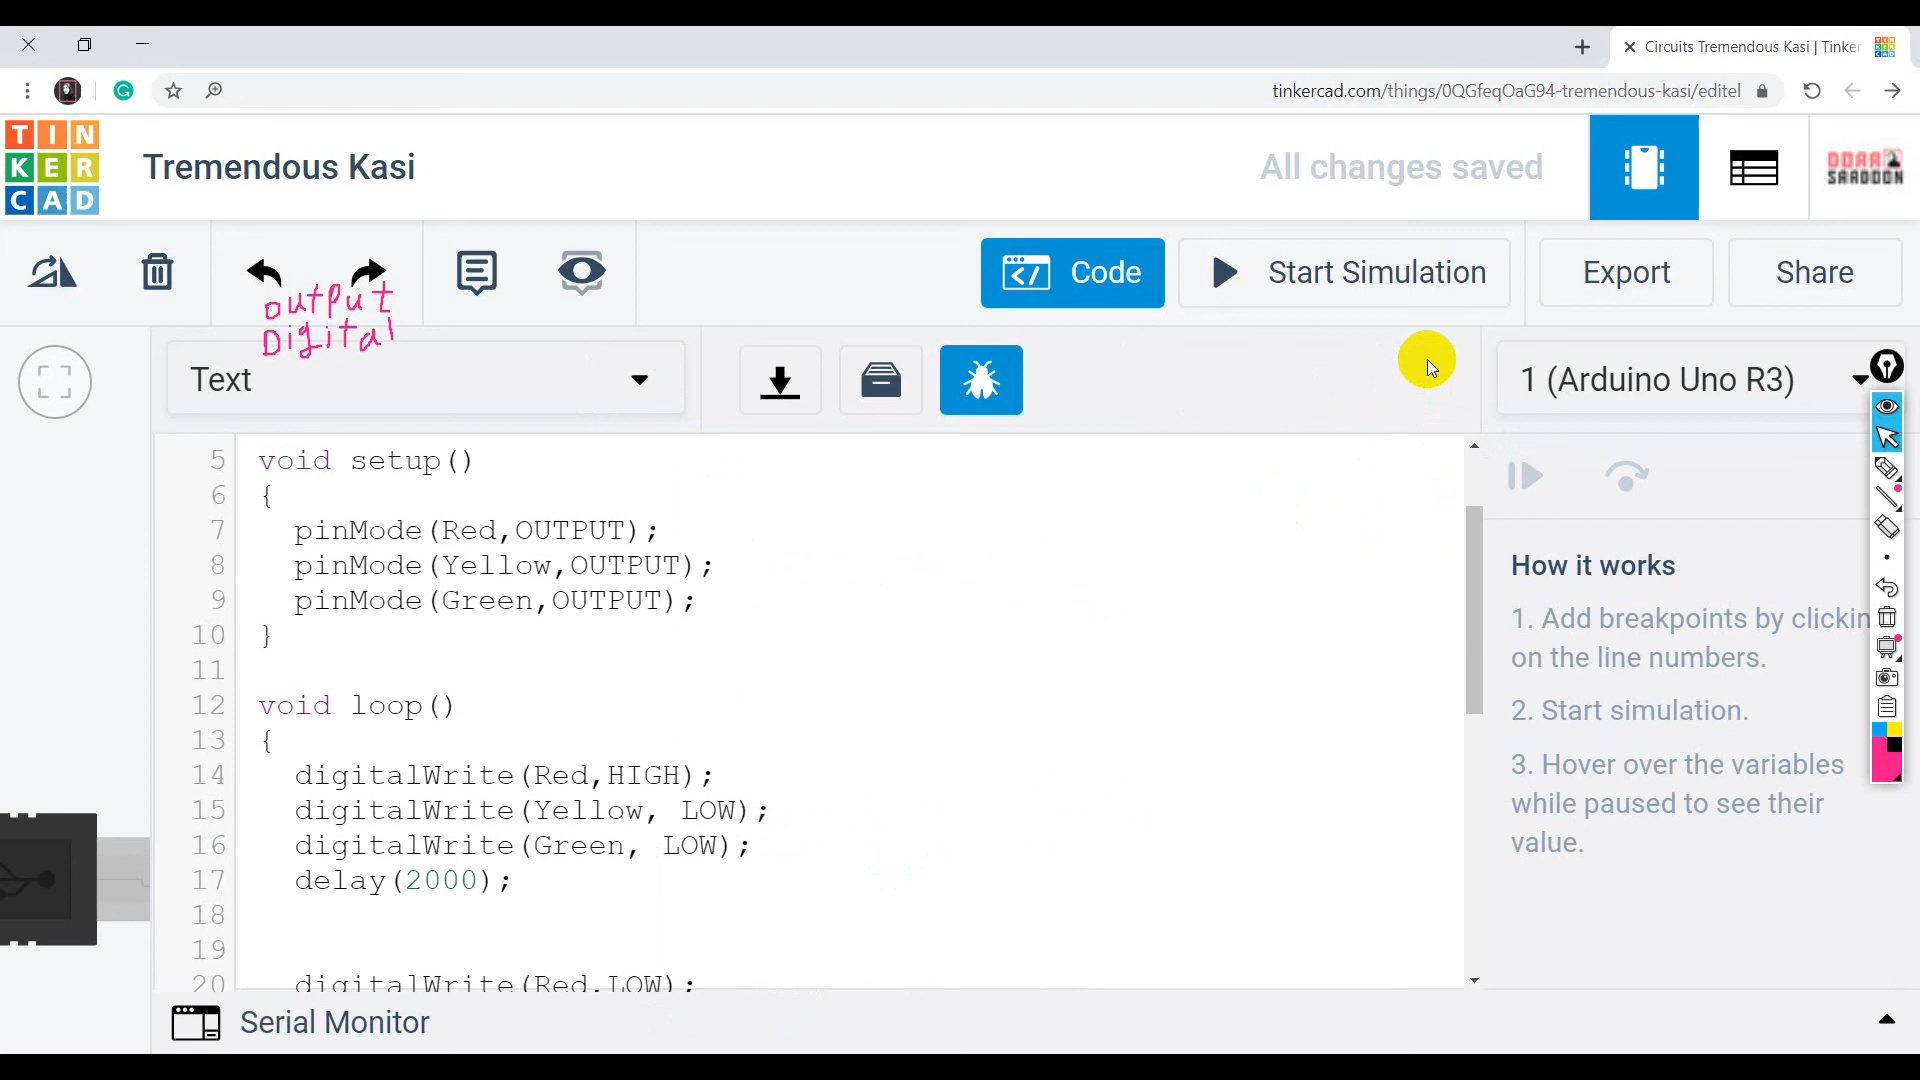 Circuits Tremendous Kasi | Tinker
tinkercad.com/things/0QGfeqOaG94-tremendous-kasi/editel
TIN
KER
CAD
Tremendous Kasi
All changes saved
Code
Start Simulation
Export
Share
output
Digital
Text
1 (Arduino Uno R3)
5 void setup()
6 {
7 pinMode(Red,OUTPUT);
8 pinMode(Yellow,OUTPUT);
9 pinMode(Green,OUTPUT);
10 }
11
12 void loop()
13 {
14 digitalWrite(Red,HIGH);
15 digitalWrite(Yellow, LOW);
16 digitalWrite(Green, LOW);
17 delay(2000);
18
19
20 digitalWrite(Red,LOW);
How it works
1. Add breakpoints by clickin
on the line numbers.
2. Start simulation.
3. Hover over the variables
while paused to see their
value.
Serial Monitor